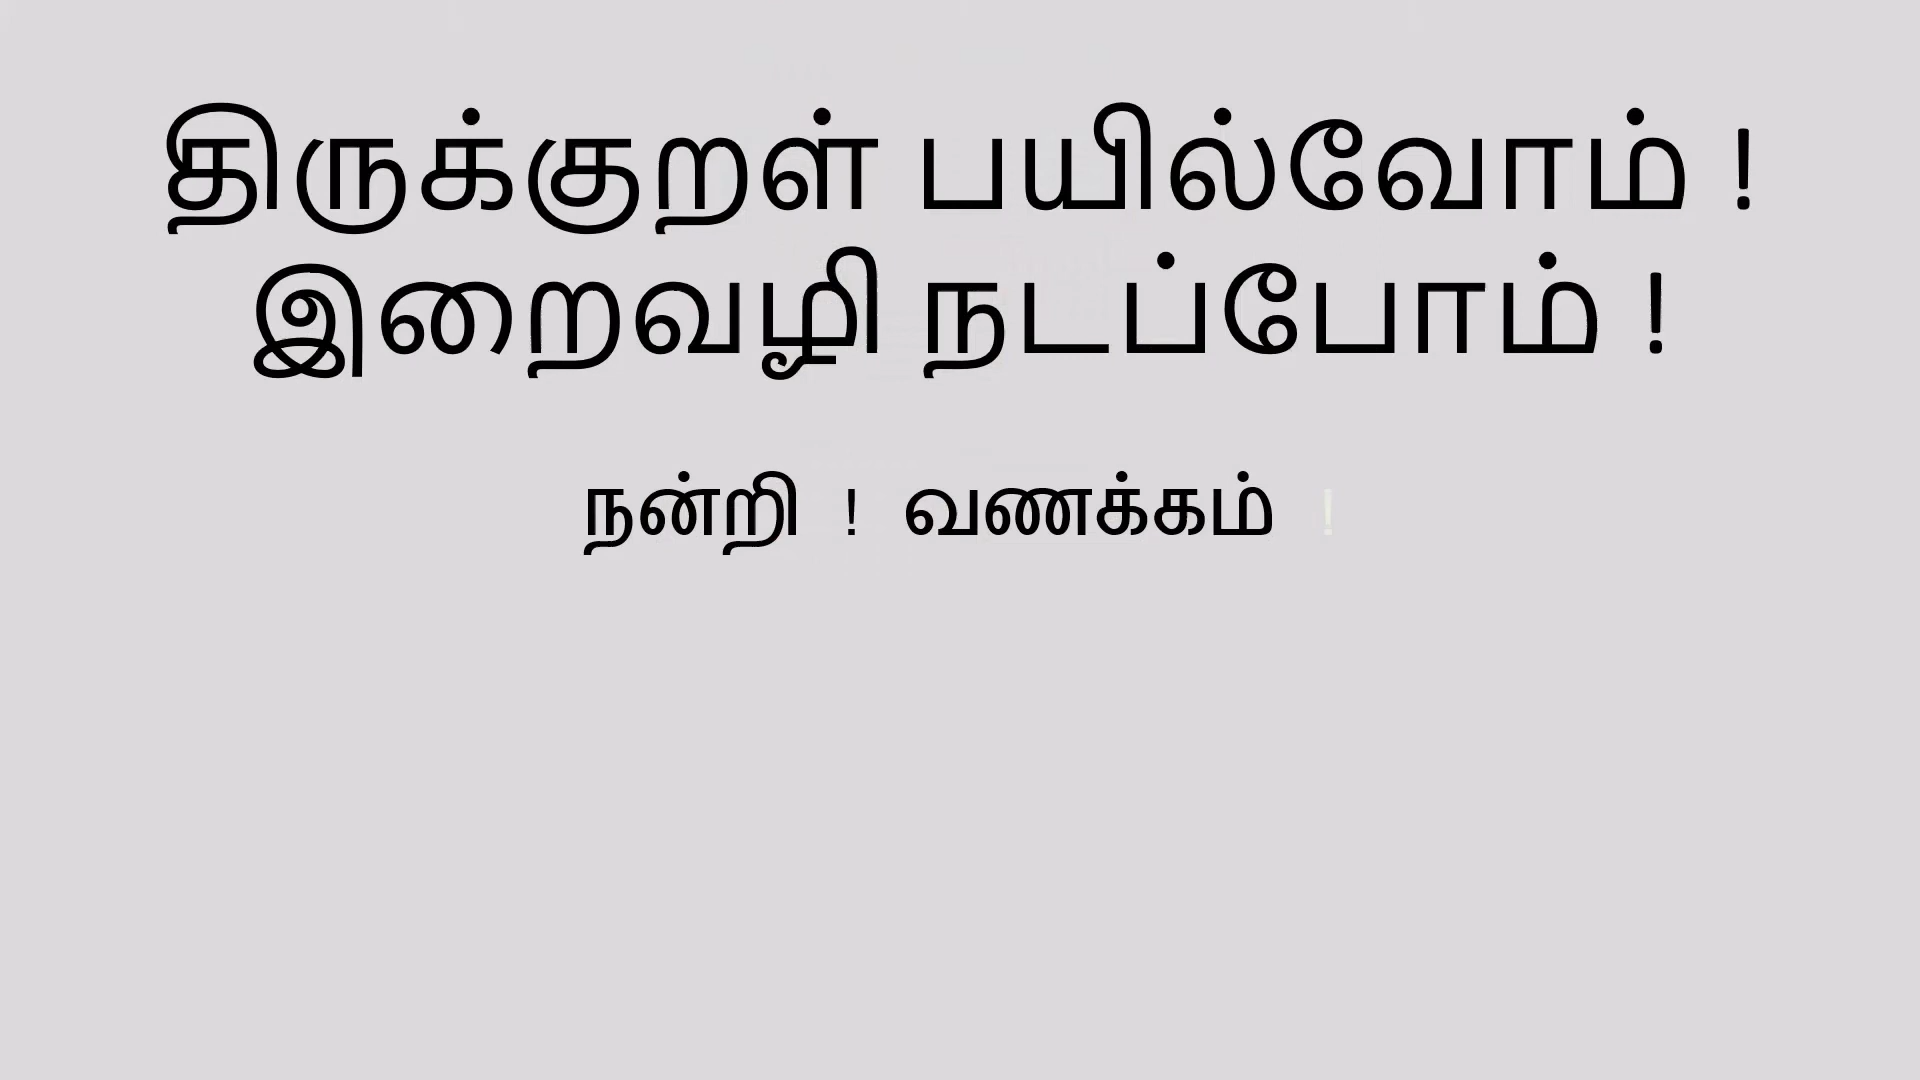 திருக்குறள் பயில்வோம் !
இறைவழி நடப்போம் !
நன்றி ! வணக்கம் !